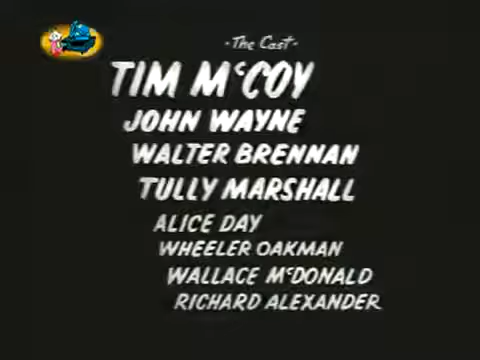 -The Cast-
TIM McCOY
JOHN WAYNE
WALTER BRENNAN
TULLY MARSHALL
ALICE DAY
WHEELER OAKMAN
WALLACE McDONALD
RICHARD ALEXANDER